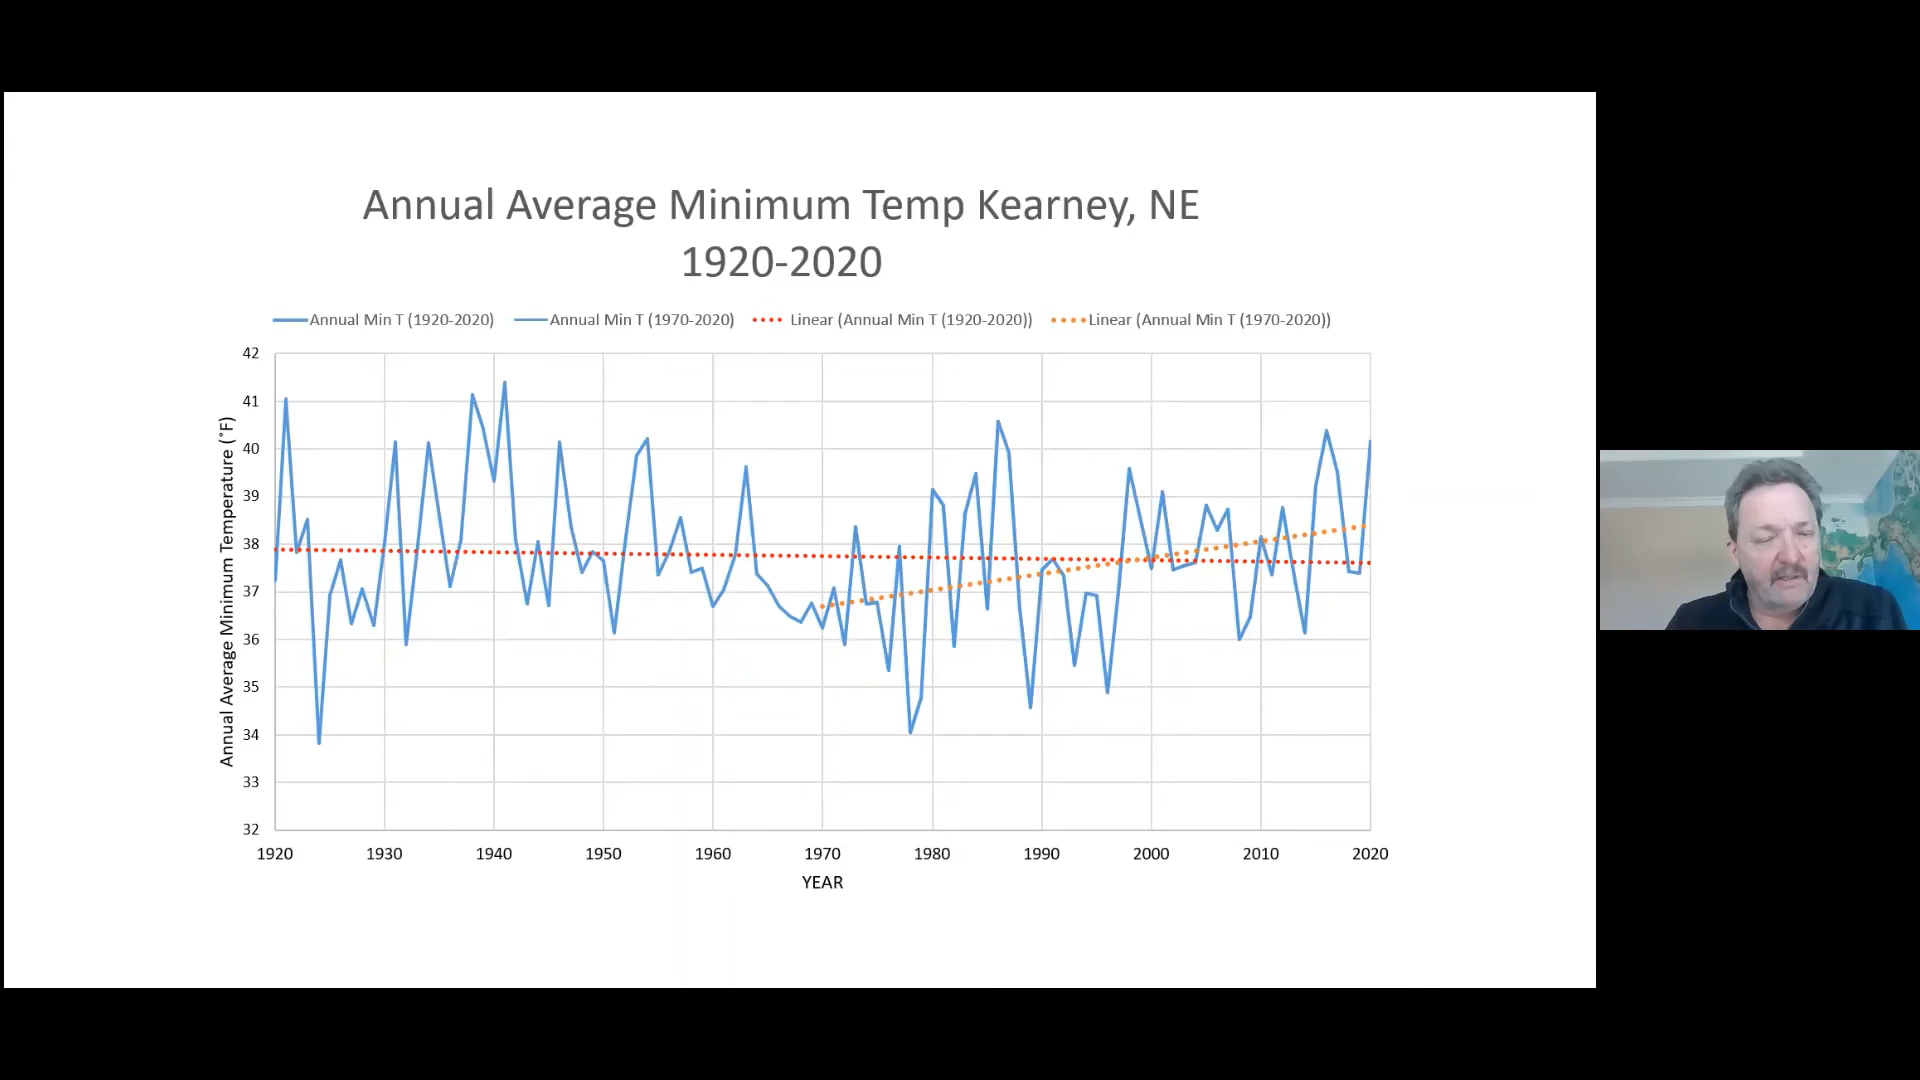 Annual Average Minimum Temp Kearney, NE
1920-2020
Annual Min T (1920-2020) Annual Min T (1970-2020) Linear (Annual Min T (1920-2020)) Linear (Annual Min T (1970-2020))
Annual Average Minimum Temperature (˚F)
42
41
40
39
38
37
36
35
34
33
32
1920 1930 1940 1950 1960 1970 1980 1990 2000 2010 2020
YEAR